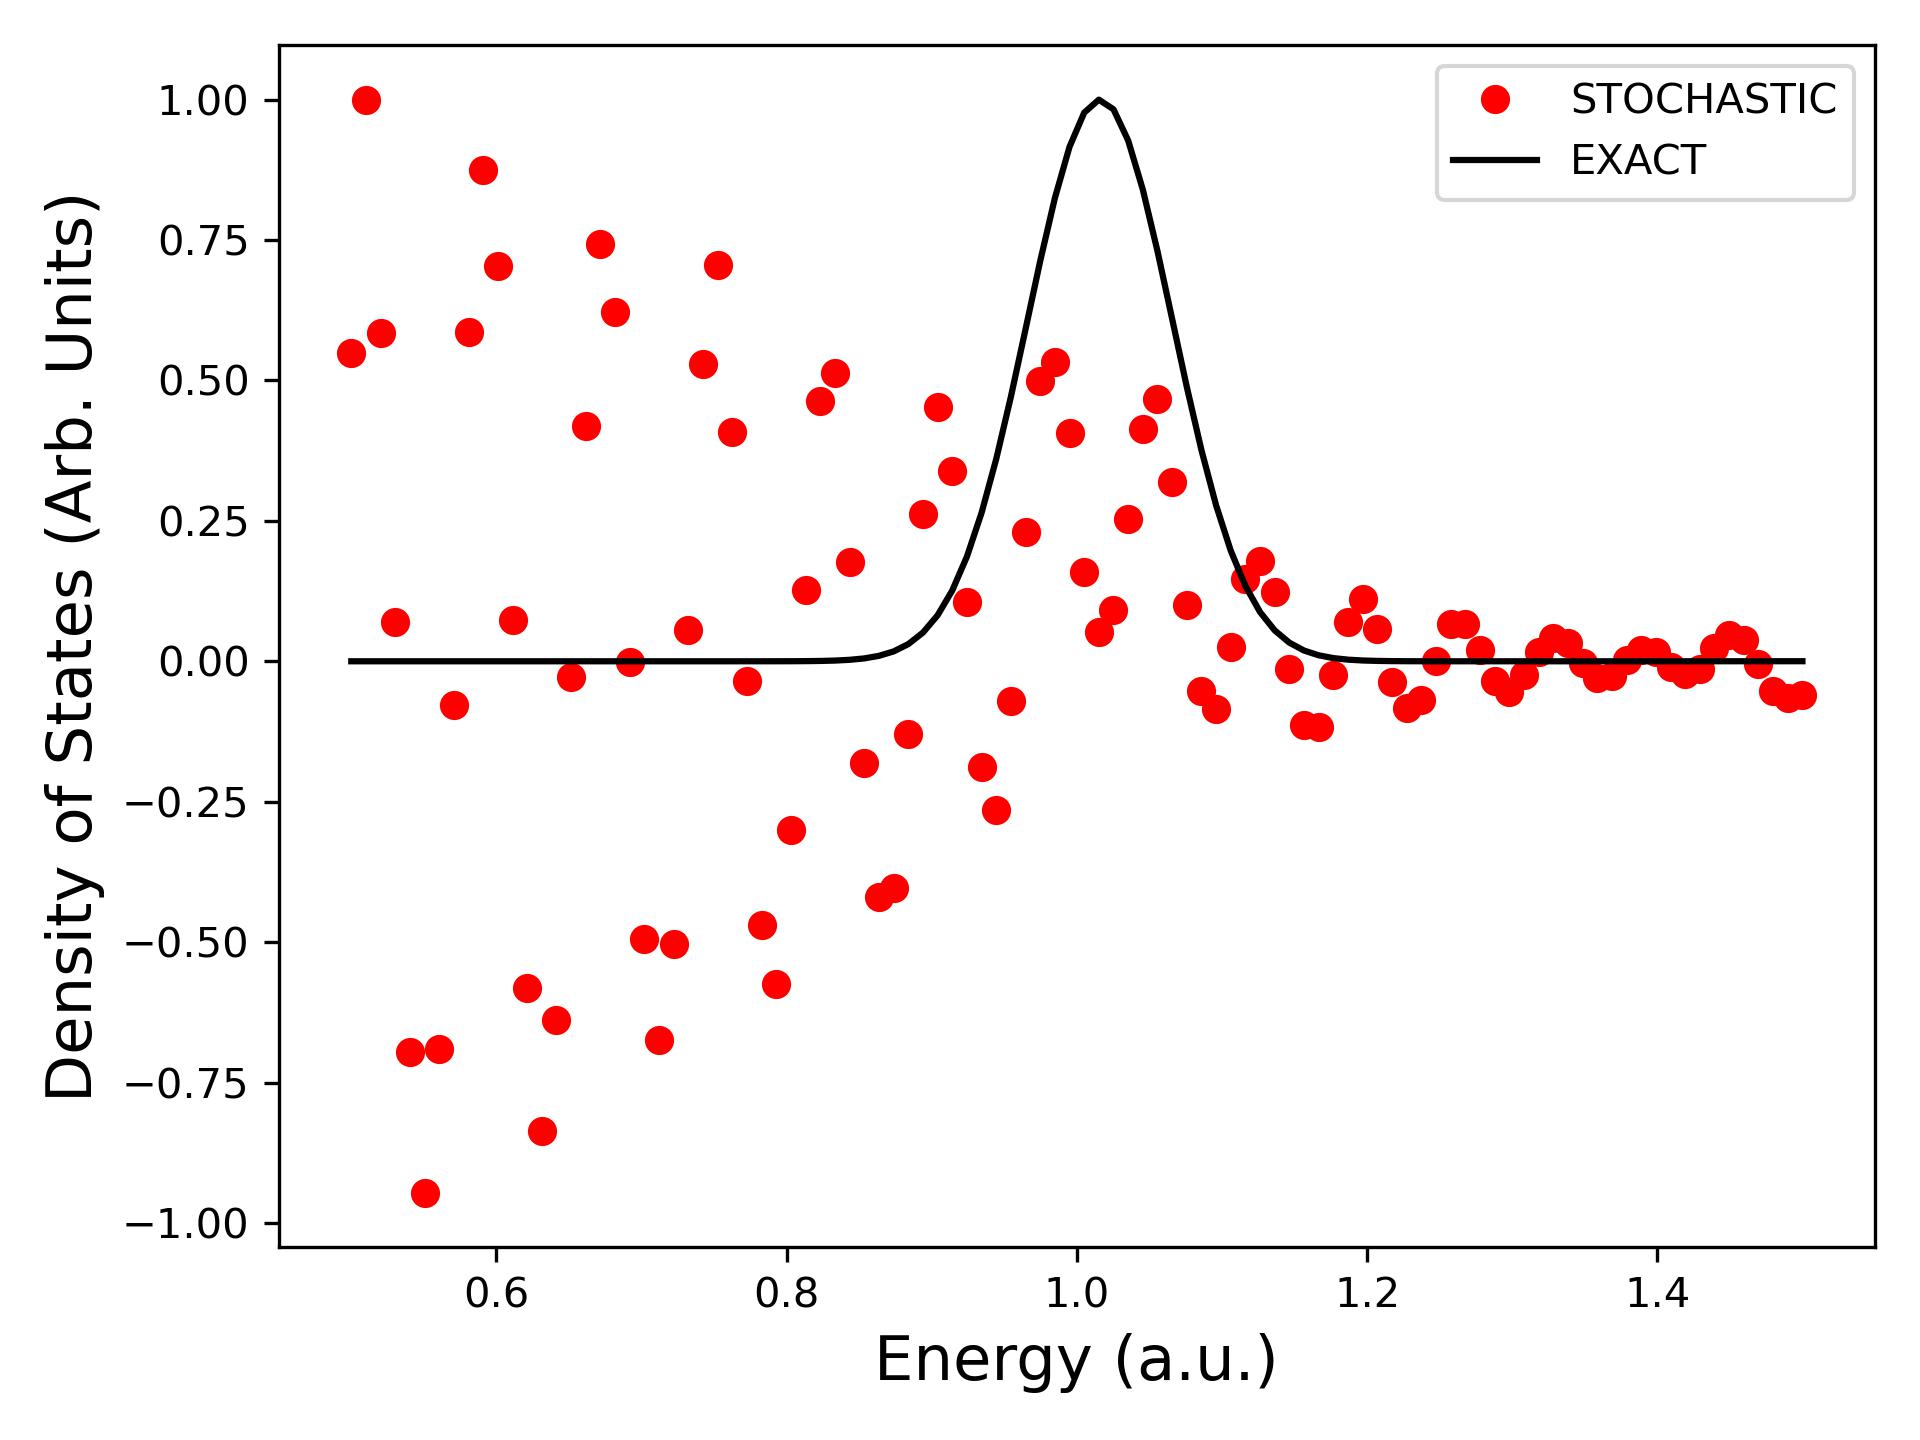 STOCHASTIC
EXACT
Density of States (Arb. Units)
1.00
0.75
0.50
0.25
0.00
−0.25
−0.50
−0.75
−1.00
0.6 0.8 1.0 1.2 1.4
Energy (a.u.)